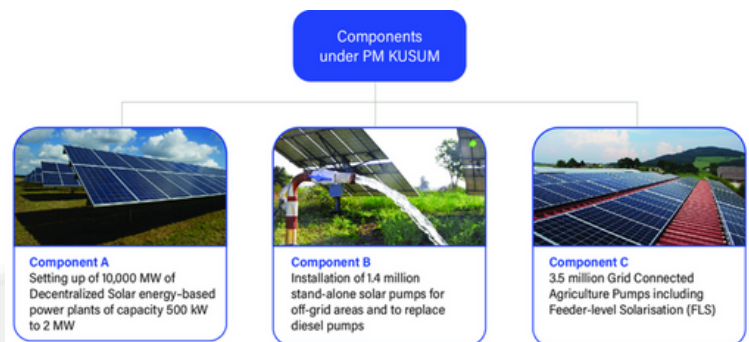 Components
under PM KUSUM
Component A
Setting up of 10,000 MW of
Decentralized Solar energy–based
power plants of capacity 500 kW
to 2 MW
Component B
Installation of 1.4 million
stand-alone solar pumps for
off-grid areas and to replace
diesel pumps
Component C
3.5 million Grid Connected
Agriculture Pumps including
Feeder-level Solarisation (FLS)